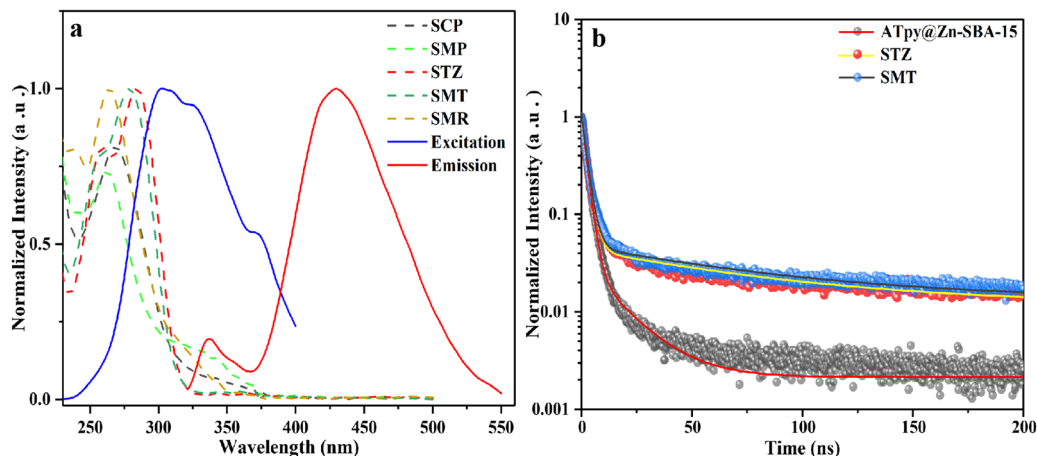 a
SCP
SMP
STZ
SMT
SMR
Excitation
Emission
1.0
0.5
0.0
Normalized Intensity (a .u .)
250 300 350 400 450 500 550
Wavelength (nm)
b
ATpy@Zn-SBA-15
STZ
SMT
10
1
0.1
0.01
0.001
Normalized Intensity (a .u . )
0 50 100 150 200
Time (ns)